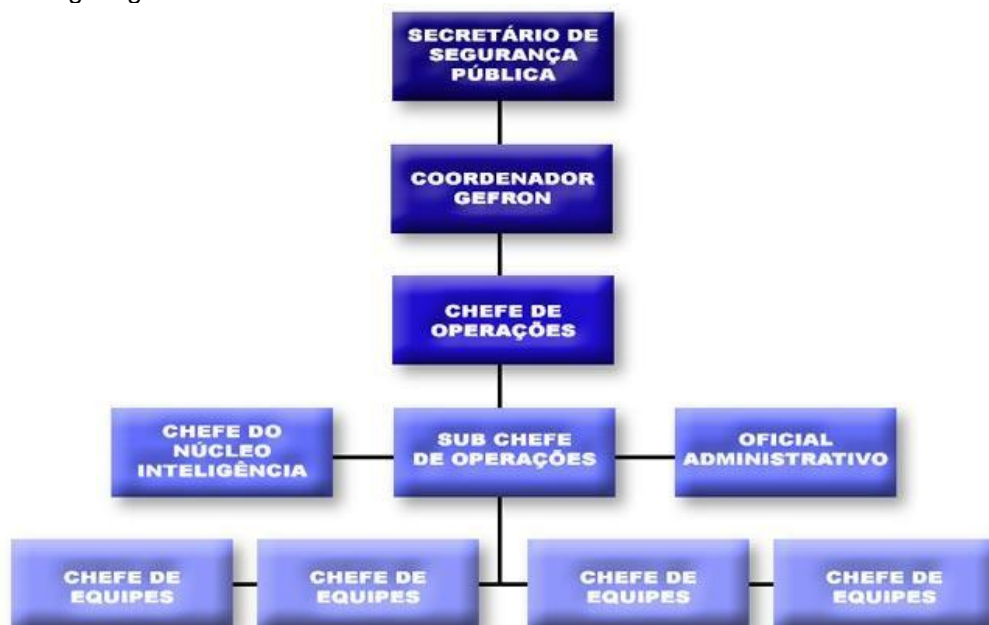 SECRETÁRIO DE
SEGURANÇA
PÚBLICA
COORDENADOR
GEFRON
CHEFE DE
OPERAÇÕES
CHEFE DO
NÚCLEO
INTELIGÊNCIA
SUB CHEFE
DE OPERAÇÕES
OFICIAL
ADMINISTRATIVO
CHEFE DE
EQUIPES
CHEFE DE
EQUIPES
CHEFE DE
EQUIPES
CHEFE DE
EQUIPES